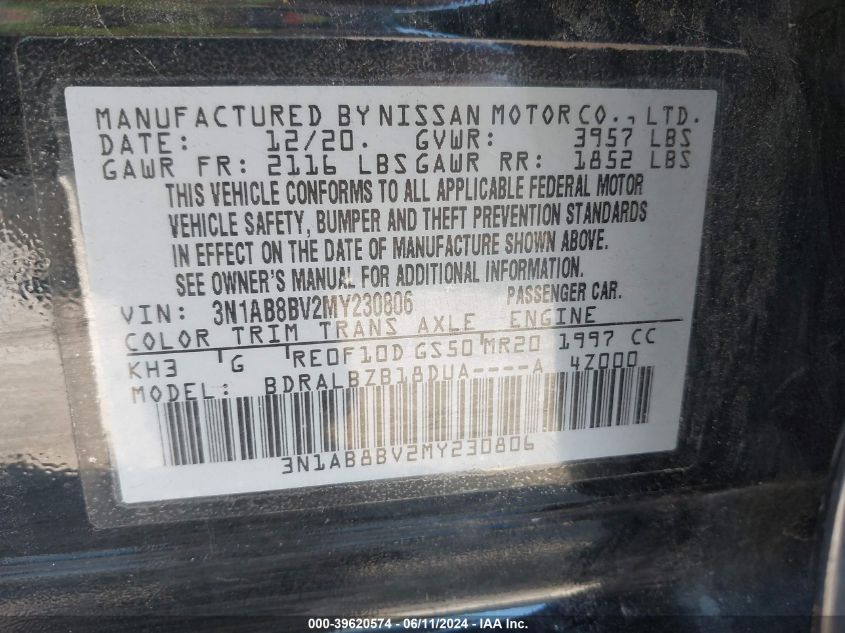 MANUFACTURED BY NISSAN MOTOR CO., LTD.
DATE: 12/20. GVWR: 3957 LBS
GAWR FR: 2116 LBS GAWR RR: 1852 LBS
THIS VEHICLE CONFORMS TO ALL APPLICABLE FEDERAL MOTOR
VEHICLE SAFETY, BUMPER AND THEFT PREVENTION STANDARDS
IN EFFECT ON THE DATE OF MANUFACTURE SHOWN ABOVE.
SEE OWNER'S MANUAL FOR ADDITIONAL INFORMATION.
VIN: 3N1AB8BV2MY230806 PASSENGER CAR.
COLOR TRIM TRANS AXLE ENGINE
KH3 G RE0F10D GS50 MR20 1997 CC
MODEL: BDRALBZB18DUA----A 4Z000
3N1AB8BV2MY230806
000-39620574 - 06/11/2024 - IAA Inc.